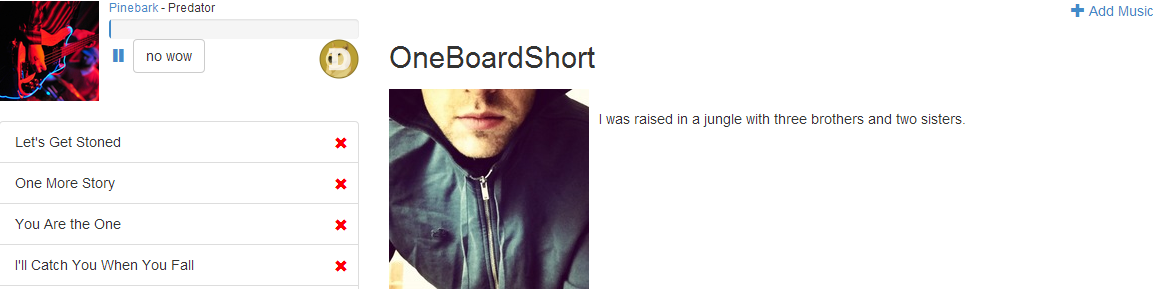 Pinebark - Predator
no wow
Let's Get Stoned
One More Story
You Are the One
I'll Catch You When You Fall
Add Music
OneBoardShort
I was raised in a jungle with three brothers and two sisters.